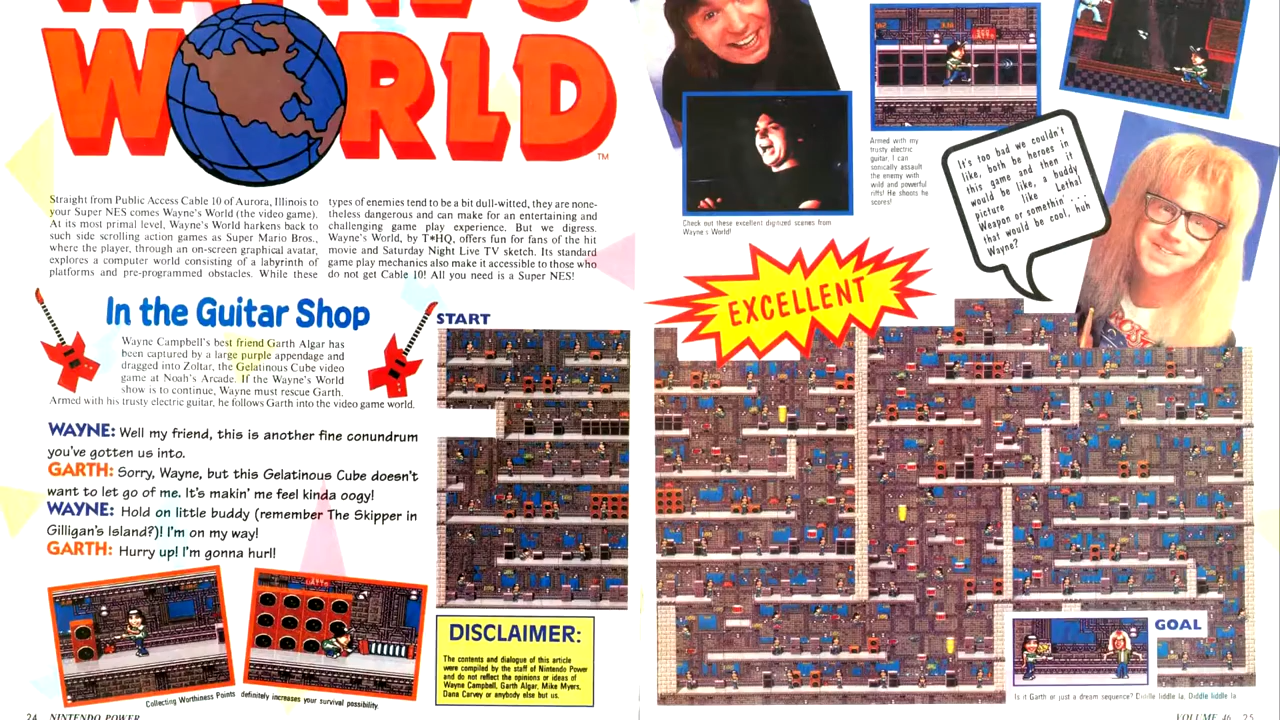 WAYNE'S
WORLD
TM
Straight from Public Access Cable 10 of Aurora, Illinois to
your Super NES comes Wayne's World (the video game).
At its most primal level, Wayne's World harkens back to
such side scrolling action games as Super Mario Bros.,
where the player, through an on-screen graphical avatar,
explores a computer world consisting of a labyrinth of
platforms and pre-programmed obstacles. While these
types of enemies tend to be a bit dull-witted, they are none-
theless dangerous and can make for an entertaining and
challenging game play experience. But we digress.
Wayne's World, by T*HQ, offers fun for fans of the hit
movie and Saturday Night Live TV sketch. Its standard
game play mechanics also make it accessible to those who
do not get Cable 10! All you need is a Super NES!
In the Guitar Shop
Wayne Campbell's best friend Garth Algar has
been captured by a large purple appendage and
dragged into Zoltar, the Gelatinous Cube video
game at Noah's Arcade. If the Wayne's World
show is to continue, Wayne must rescue Garth.
Armed with his trusty electric guitar, he follows Garth into the video game world.
WAYNE: Well my friend, this is another fine conundrum
you've gotten us into.
GARTH: Sorry, Wayne, but this Gelatinous Cube doesn't
want to let go of me. It's makin' me feel kinda oogy!
WAYNE: Hold on little buddy (remember The Skipper in
Gilligan's Island?)! I'm on my way!
GARTH: Hurry up! I'm gonna hurl!
Collecting Worthiness Points definitely increases your survival possibility.
START
DISCLAIMER:
The contents and dialogue of this article
were compiled by the staff of Nintendo Power
and do not reflect the opinions or ideas of
Wayne Campbell, Garth Algar, Mike Myers,
Dana Carvey or anybody else but us.
24 NINTENDO POWER
Check out these excellent digitized scenes from
Wayne's World!
Armed with my
trusty electric
guitar, I can
sonically assault
the enemy with
wild and powerful
riffs! He shoots he
scores!
It's too bad we couldn't
like, both be heroes in
this game and then it
would be like, a buddy
picture like Lethal
Weapon or somethin' . . .
that would be cool, huh
Wayne?
EXCELLENT
GOAL
Is it Garth or just a dream sequence? Diddle liddle la, Diddle liddle la
VOLUME 46 25